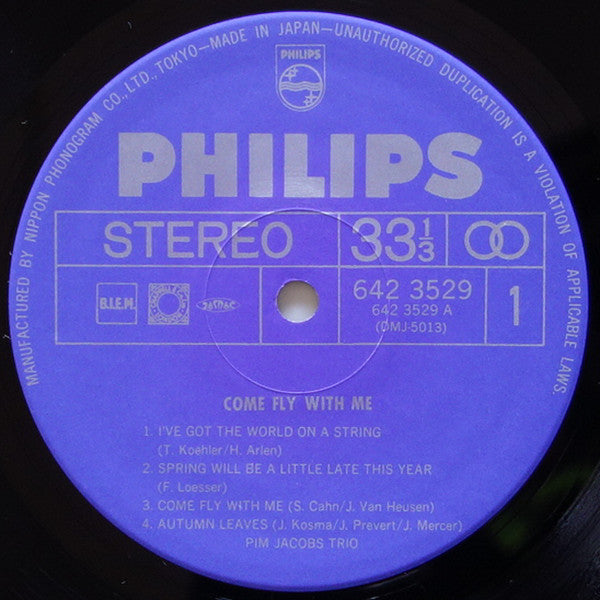 MANUFACTURED BY NIPPON PHONOGRAM CO., LTD., TOKYO—MADE IN JAPAN—UNAUTHORIZED DUPLICATION IS A VIOLATION OF APPLICABLE LAWS.
PHILIPS
PHILIPS
STEREO 33⅓
B.I.E.M. JASRAC 642 3529 1
642 3529 A
(DMJ-5013)
COME FLY WITH ME
1. I'VE GOT THE WORLD ON A STRING
(T. Koehler/H. Arlen)
2. SPRING WILL BE A LITTLE LATE THIS YEAR
(F. Loesser)
3. COME FLY WITH ME (S. Cahn/J. Van Heusen)
4. AUTUMN LEAVES (J. Kosma/J. Prevert/J. Mercer)
PIM JACOBS TRIO